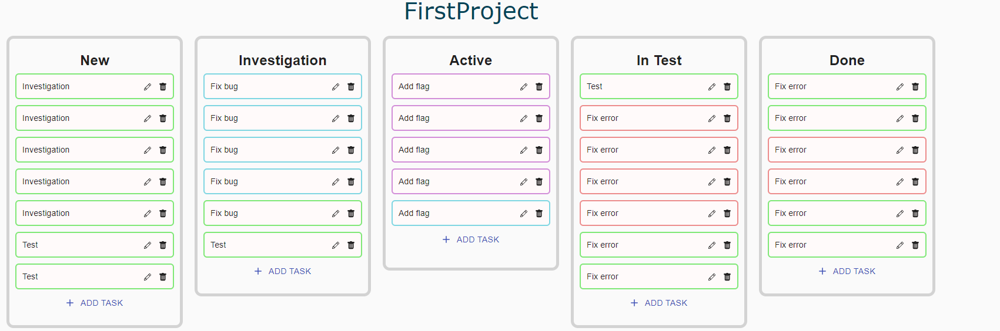 FirstProject
New
Investigation
Investigation
Investigation
Investigation
Investigation
Test
Test
ADD TASK
Investigation
Fix bug
Fix bug
Fix bug
Fix bug
Fix bug
Test
ADD TASK
Active
Add flag
Add flag
Add flag
Add flag
Add flag
ADD TASK
In Test
Test
Fix error
Fix error
Fix error
Fix error
Fix error
Fix error
ADD TASK
Done
Fix error
Fix error
Fix error
Fix error
Fix error
Fix error
ADD TASK